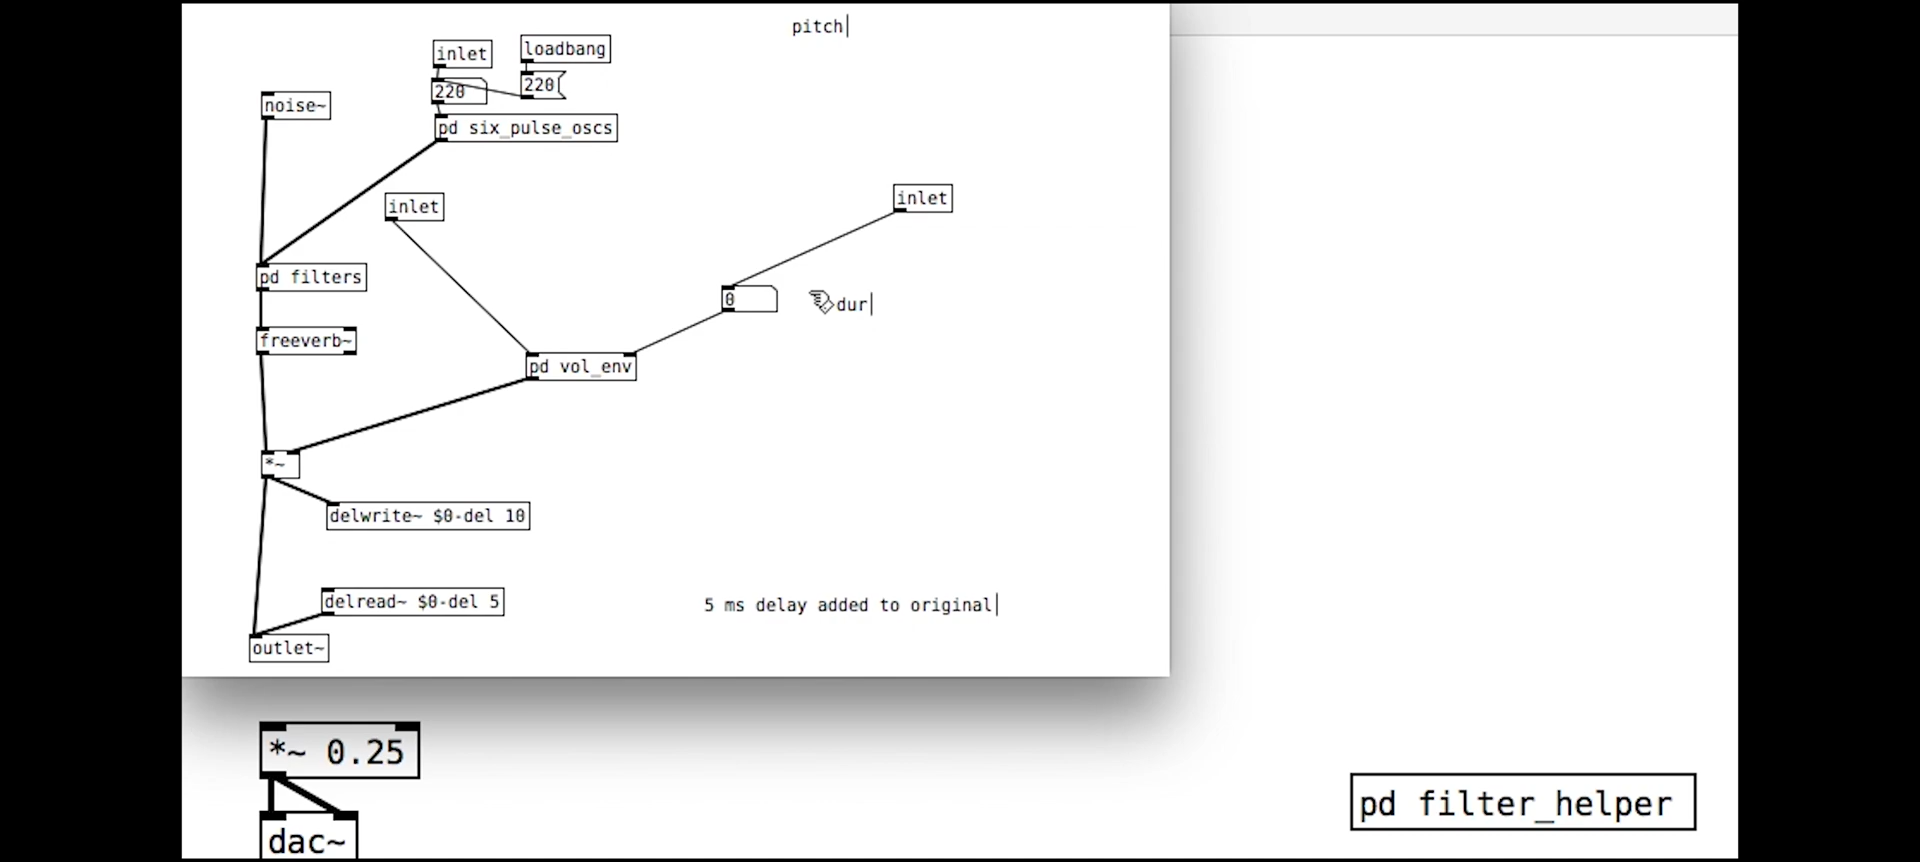 pitch
inlet
loadbang
220
220
noise~
pd six_pulse_oscs
inlet
inlet
pd filters
0
dur
freeverb~
pd vol_env
*~
delwrite~ $0-del 10
delread~ $0-del 5
5 ms delay added to original
outlet~
*~ 0.25
pd filter_helper
dac~